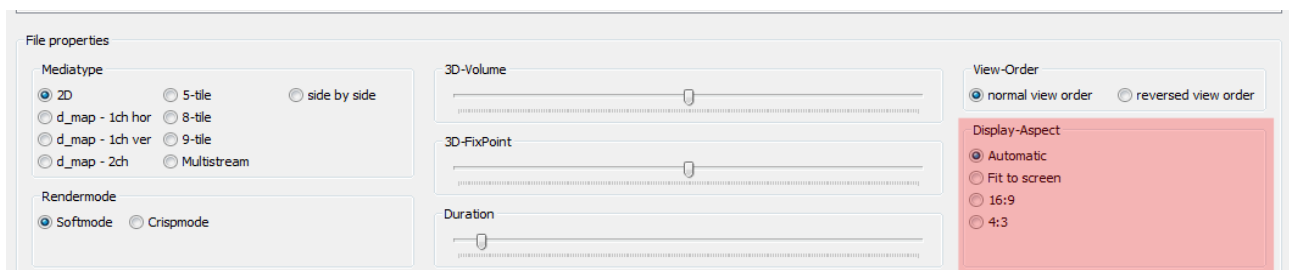 File properties
Mediatype
2D
5-tile
side by side
d_map - 1ch hor
8-tile
d_map - 1ch ver
9-tile
d_map - 2ch
Multistream
Rendermode
Softmode
Crispmode
3D-Volume
3D-FixPoint
Duration
View-Order
normal view order
reversed view order
Display-Aspect
Automatic
Fit to screen
16:9
4:3